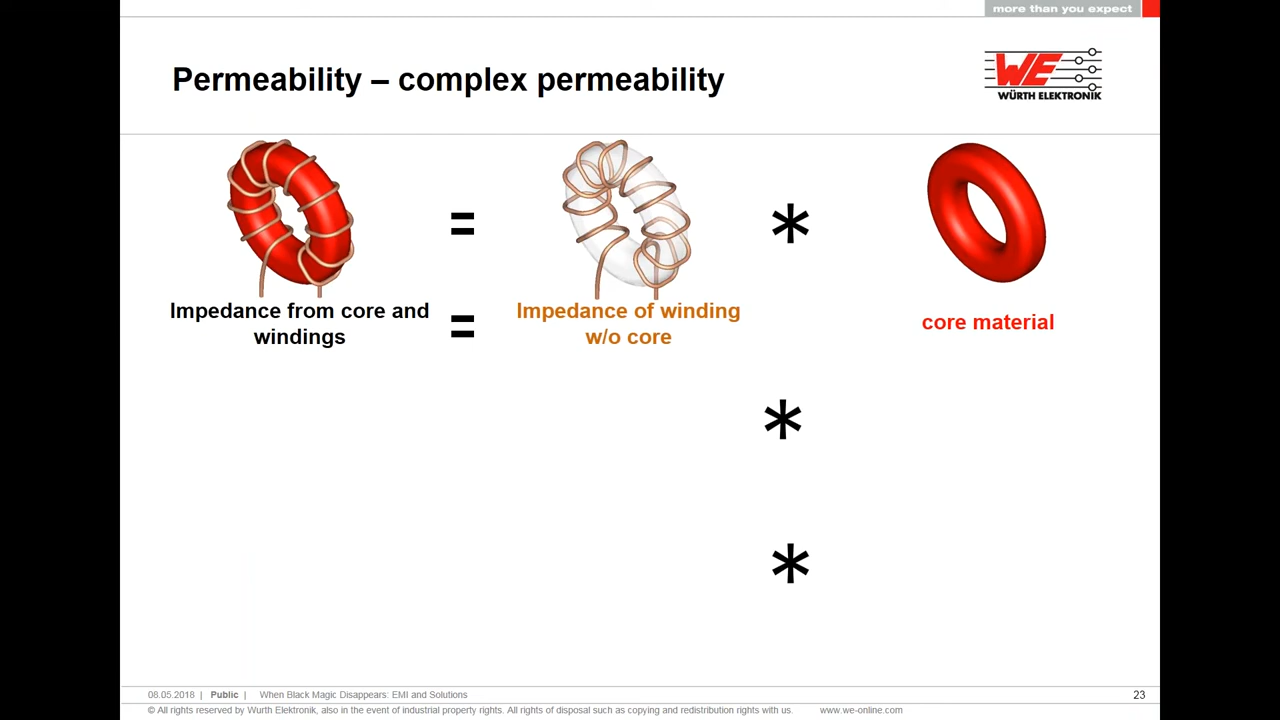 more than you expect
Permeability – complex permeability
WE
WÜRTH ELEKTRONIK
= *
Impedance from core and
windings
=
Impedance of winding
w/o core
core material
*
*
08.05.2018 | Public | When Black Magic Disappears: EMI and Solutions 23
© All rights reserved by Wurth Elektronik, also in the event of industrial property rights. All rights of disposal such as copying and redistribution rights with us. www.we-online.com